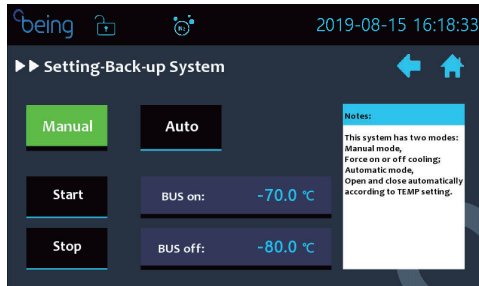 being
2019-08-15 16:18:33
Setting-Back-up System
Manual
Auto
Start
Stop
BUS on: -70.0 ℃
BUS off: -80.0 ℃
Notes:
This system has two modes:
Manual mode,
Force on or off cooling;
Automatic mode,
Open and close automatically
according to TEMP setting.